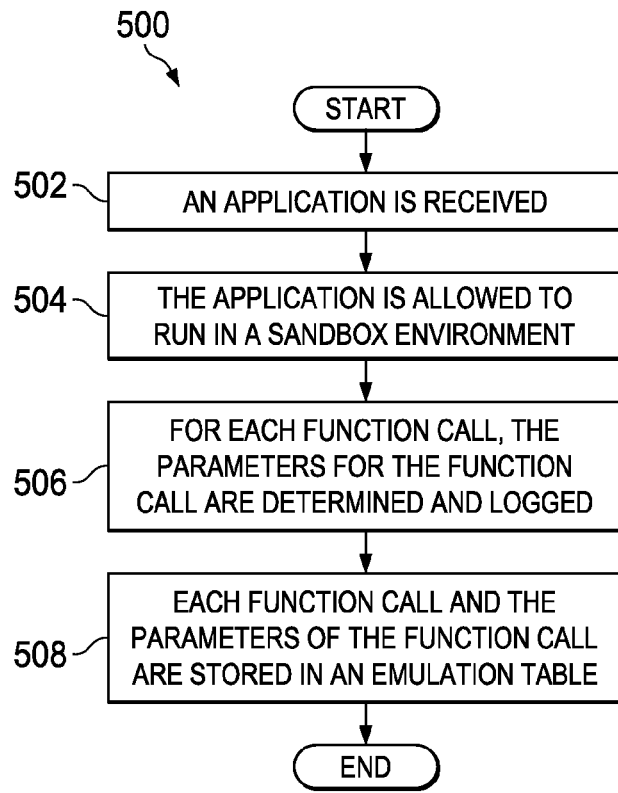 500
START
502
AN APPLICATION IS RECEIVED
504
THE APPLICATION IS ALLOWED TO
RUN IN A SANDBOX ENVIRONMENT
506
FOR EACH FUNCTION CALL, THE
PARAMETERS FOR THE FUNCTION
CALL ARE DETERMINED AND LOGGED
508
EACH FUNCTION CALL AND THE
PARAMETERS OF THE FUNCTION CALL
ARE STORED IN AN EMULATION TABLE
END